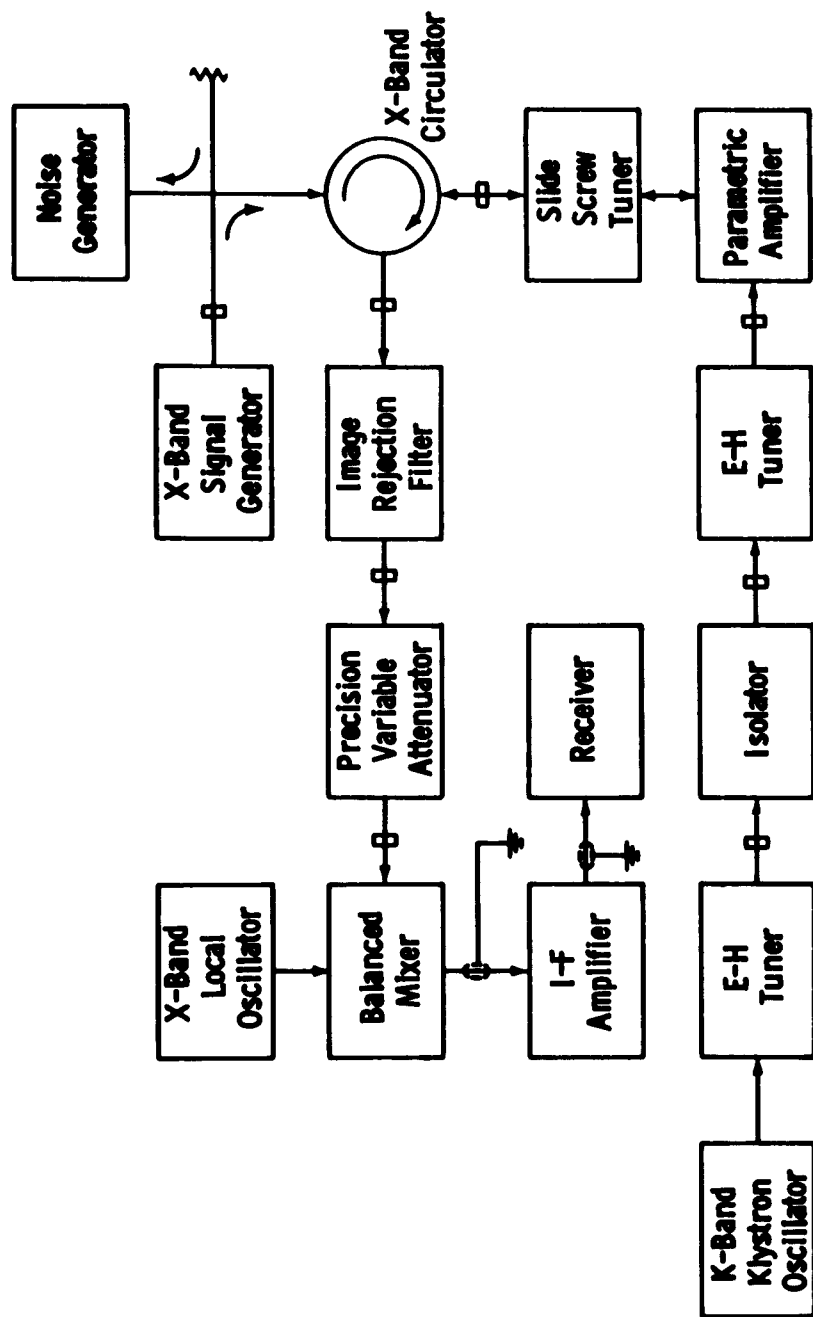 Noise
Generator
X-Band
Signal
Generator
X-Band
Circulator
X-Band
Local
Oscillator
Balanced
Mixer
Precision
Variable
Attenuator
Image
Rejection
Filter
Slide
Screw
Tuner
I-F
Amplifier
Receiver
K-Band
Klystron
Oscillator
E-H
Tuner
Isolator
E-H
Tuner
Parametric
Amplifier